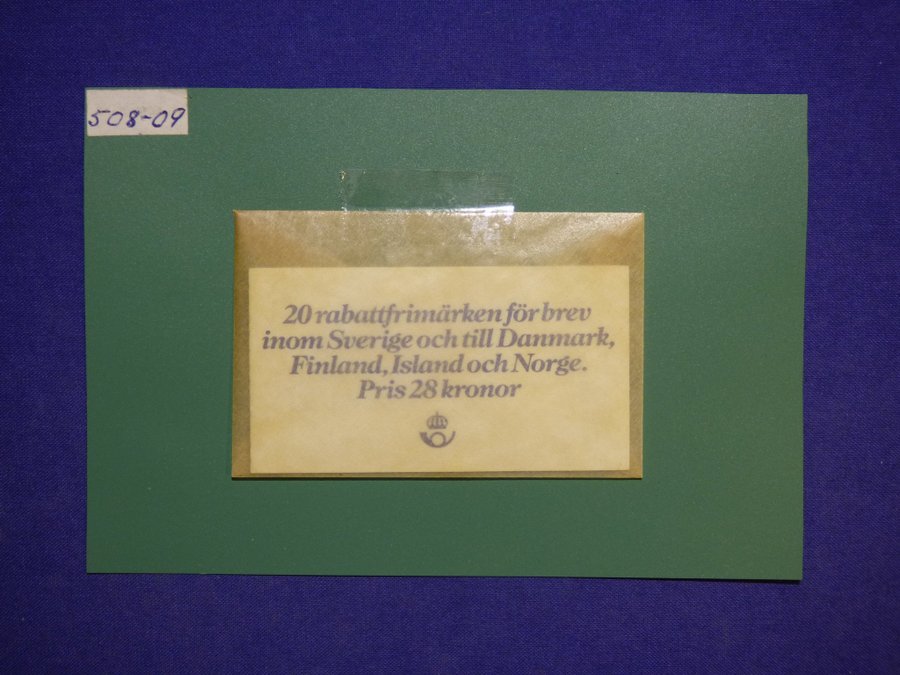 508-09
20 rabattfrimärken för brev
inom Sverige och till Danmark,
Finland, Island och Norge.
Pris 28 kronor